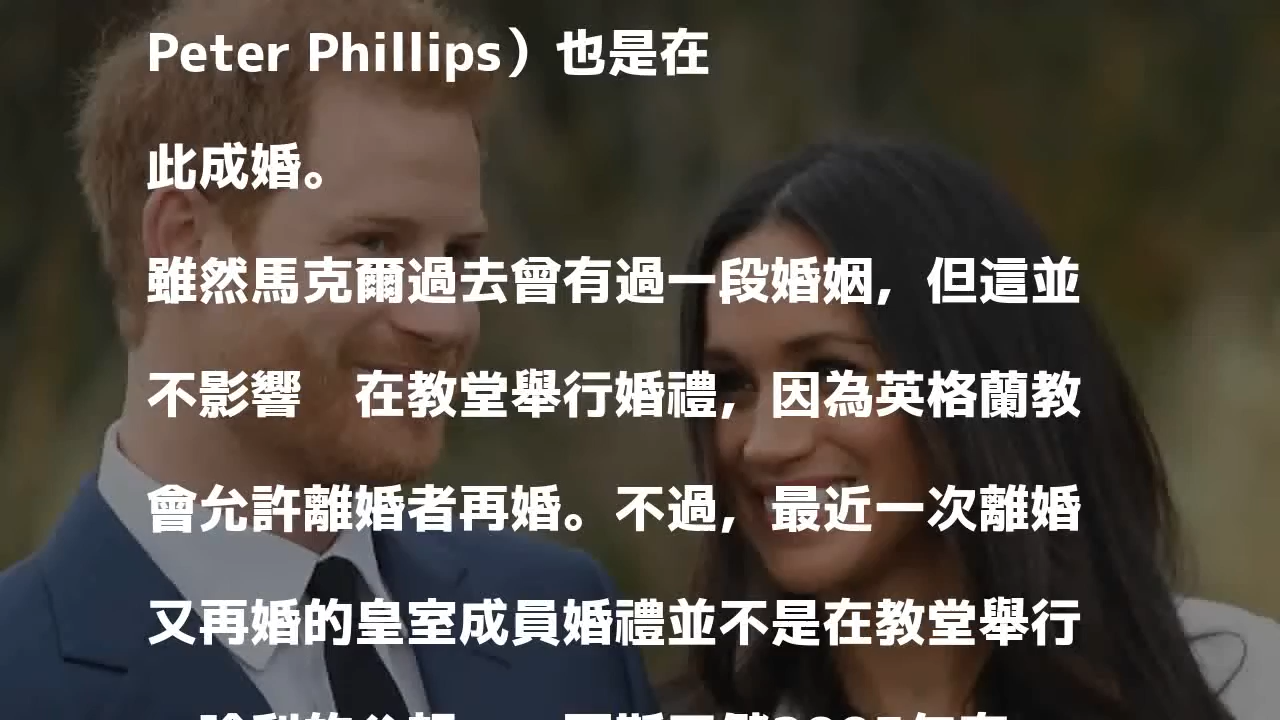 Peter Phillips）也是在
此成婚。
雖然馬克爾過去曾有過一段婚姻，但這並
不影響　在教堂舉行婚禮，因為英格蘭教
會允許離婚者再婚。不過，最近一次離婚
又再婚的皇室成員婚禮並不是在教堂舉行